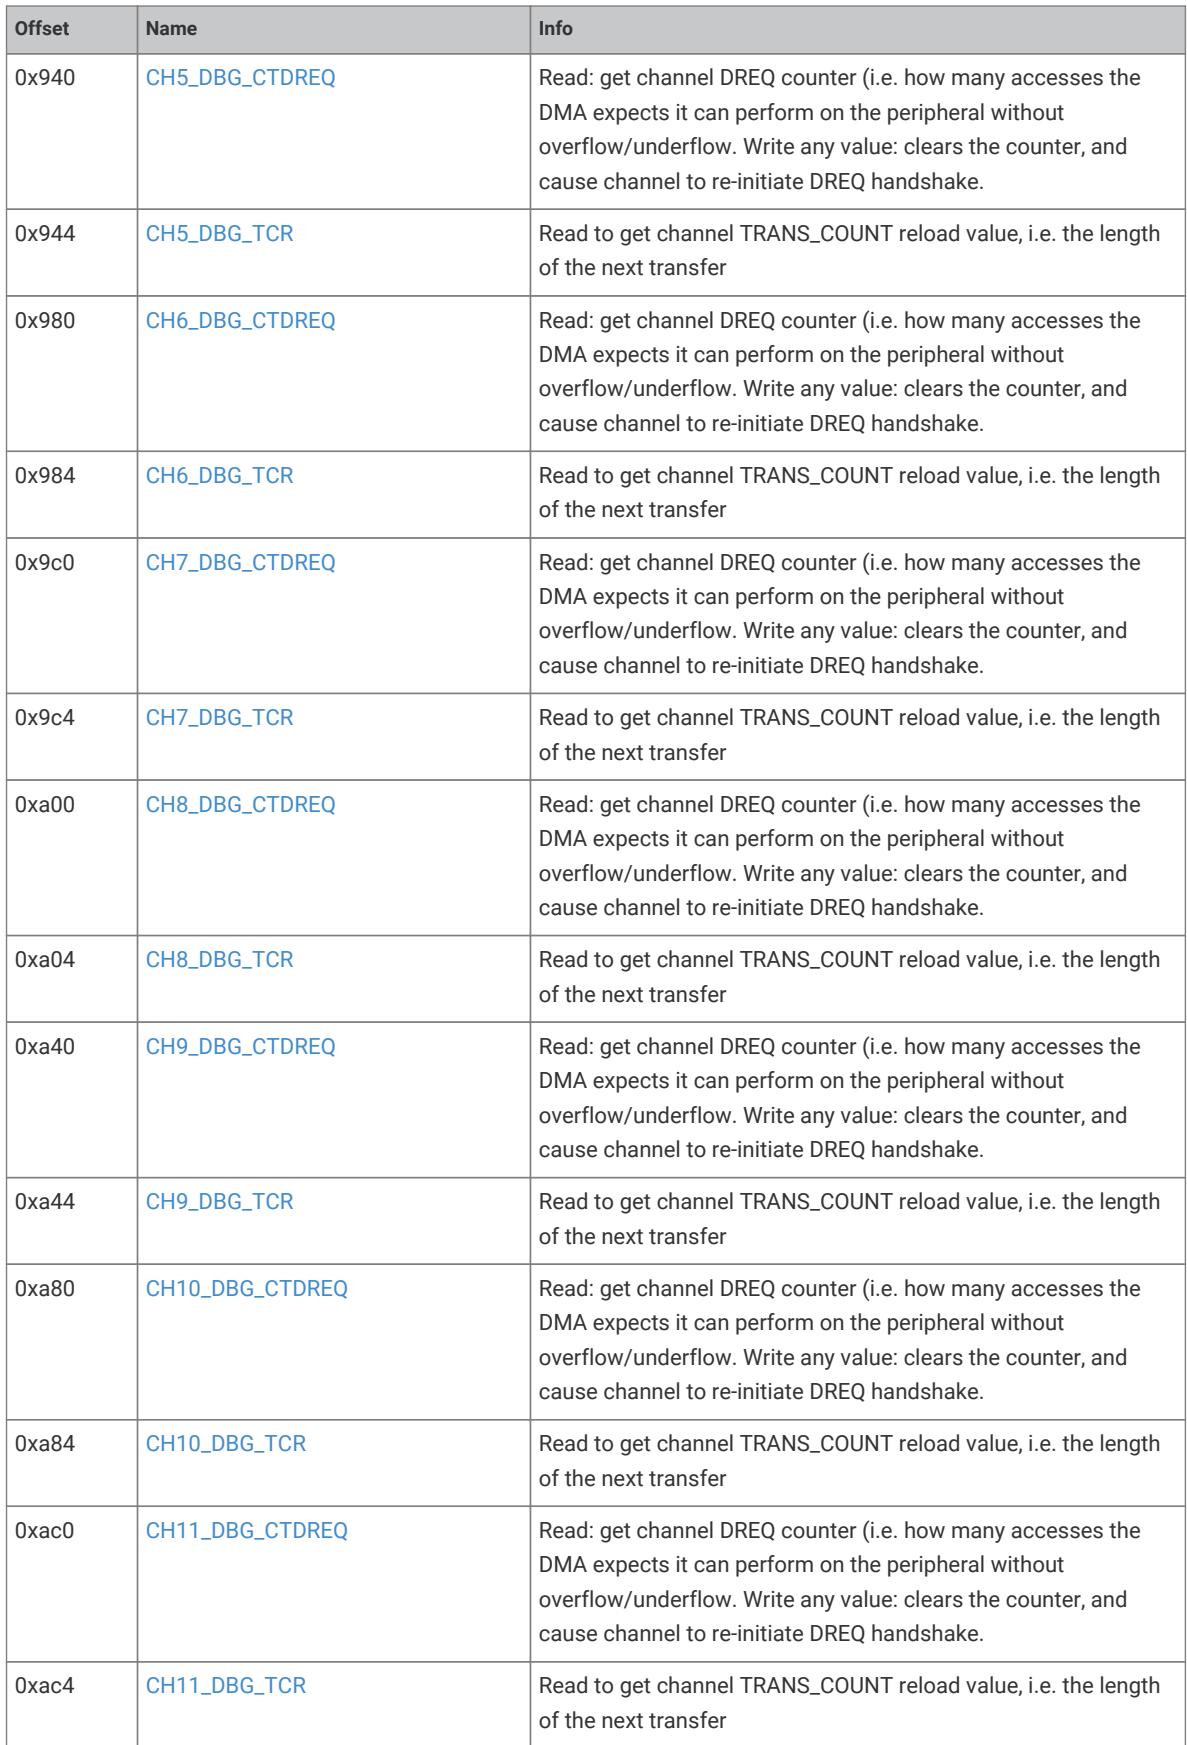 Offset Name Info
0x940 CH5_DBG_CTDREQ Read: get channel DREQ counter (i.e. how many accesses the
DMA expects it can perform on the peripheral without
overflow/underflow. Write any value: clears the counter, and
cause channel to re-initiate DREQ handshake.
0x944 CH5_DBG_TCR Read to get channel TRANS_COUNT reload value, i.e. the length
of the next transfer
0x980 CH6_DBG_CTDREQ Read: get channel DREQ counter (i.e. how many accesses the
DMA expects it can perform on the peripheral without
overflow/underflow. Write any value: clears the counter, and
cause channel to re-initiate DREQ handshake.
0x984 CH6_DBG_TCR Read to get channel TRANS_COUNT reload value, i.e. the length
of the next transfer
0x9c0 CH7_DBG_CTDREQ Read: get channel DREQ counter (i.e. how many accesses the
DMA expects it can perform on the peripheral without
overflow/underflow. Write any value: clears the counter, and
cause channel to re-initiate DREQ handshake.
0x9c4 CH7_DBG_TCR Read to get channel TRANS_COUNT reload value, i.e. the length
of the next transfer
0xa00 CH8_DBG_CTDREQ Read: get channel DREQ counter (i.e. how many accesses the
DMA expects it can perform on the peripheral without
overflow/underflow. Write any value: clears the counter, and
cause channel to re-initiate DREQ handshake.
0xa04 CH8_DBG_TCR Read to get channel TRANS_COUNT reload value, i.e. the length
of the next transfer
0xa40 CH9_DBG_CTDREQ Read: get channel DREQ counter (i.e. how many accesses the
DMA expects it can perform on the peripheral without
overflow/underflow. Write any value: clears the counter, and
cause channel to re-initiate DREQ handshake.
0xa44 CH9_DBG_TCR Read to get channel TRANS_COUNT reload value, i.e. the length
of the next transfer
0xa80 CH10_DBG_CTDREQ Read: get channel DREQ counter (i.e. how many accesses the
DMA expects it can perform on the peripheral without
overflow/underflow. Write any value: clears the counter, and
cause channel to re-initiate DREQ handshake.
0xa84 CH10_DBG_TCR Read to get channel TRANS_COUNT reload value, i.e. the length
of the next transfer
0xac0 CH11_DBG_CTDREQ Read: get channel DREQ counter (i.e. how many accesses the
DMA expects it can perform on the peripheral without
overflow/underflow. Write any value: clears the counter, and
cause channel to re-initiate DREQ handshake.
0xac4 CH11_DBG_TCR Read to get channel TRANS_COUNT reload value, i.e. the length
of the next transfer